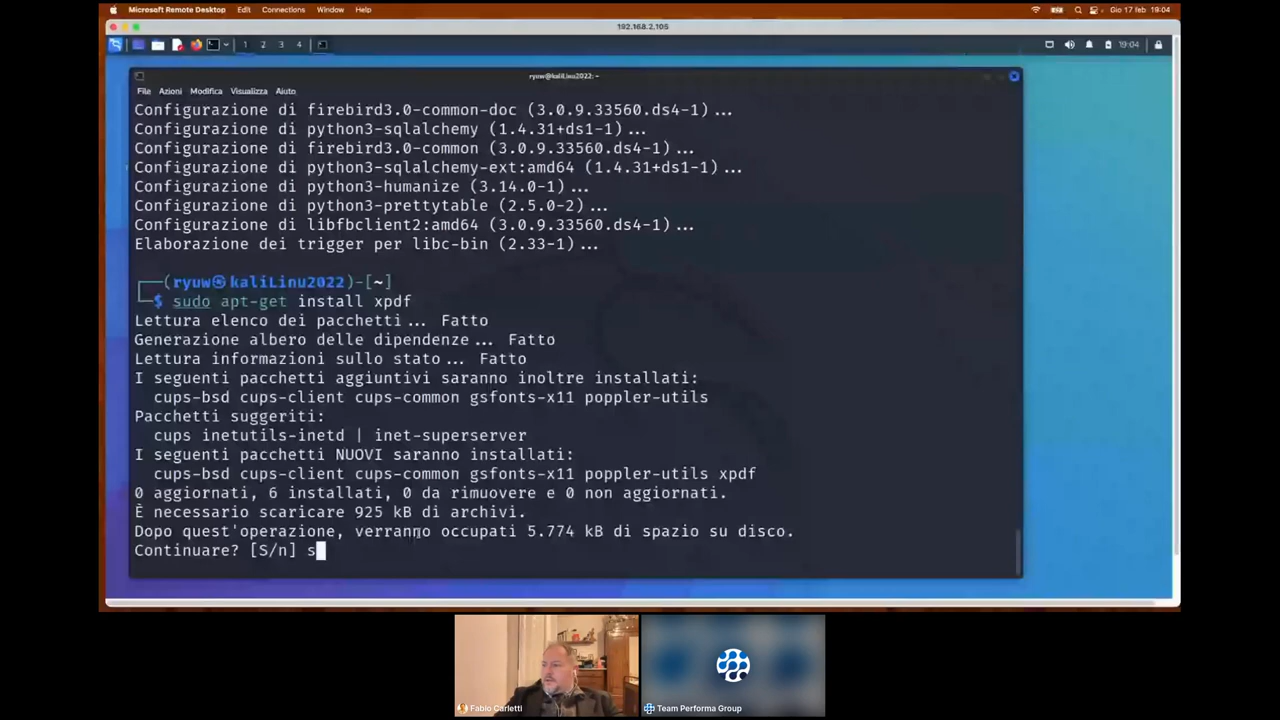 Microsoft Remote Desktop Edit Connections Window Help Gio 17 feb 19:04
192.168.2.105
1 2 3 4 19:04
ryuw@kaliLinu2022: ~
File Azioni Modifica Visualizza Aiuto
Configurazione di firebird3.0-common-doc (3.0.9.33560.ds4-1) ...
Configurazione di python3-sqlalchemy (1.4.31+ds1-1) ...
Configurazione di firebird3.0-common (3.0.9.33560.ds4-1) ...
Configurazione di python3-sqlalchemy-ext:amd64 (1.4.31+ds1-1) ...
Configurazione di python3-humanize (3.14.0-1) ...
Configurazione di python3-prettytable (2.5.0-2) ...
Configurazione di libfbclient2:amd64 (3.0.9.33560.ds4-1) ...
Elaborazione dei trigger per libc-bin (2.33-1) ...
┌──(ryuw㉿kaliLinu2022)-[~]
└─$ sudo apt-get install xpdf
Lettura elenco dei pacchetti... Fatto
Generazione albero delle dipendenze... Fatto
Lettura informazioni sullo stato... Fatto
I seguenti pacchetti aggiuntivi saranno inoltre installati:
cups-bsd cups-client cups-common gsfonts-x11 poppler-utils
Pacchetti suggeriti:
cups inetutils-inetd | inet-superserver
I seguenti pacchetti NUOVI saranno installati:
cups-bsd cups-client cups-common gsfonts-x11 poppler-utils xpdf
0 aggiornati, 6 installati, 0 da rimuovere e 0 non aggiornati.
È necessario scaricare 925 kB di archivi.
Dopo quest'operazione, verranno occupati 5.774 kB di spazio su disco.
Continuare? [S/n] s
Fabio Carletti
Team Performa Group